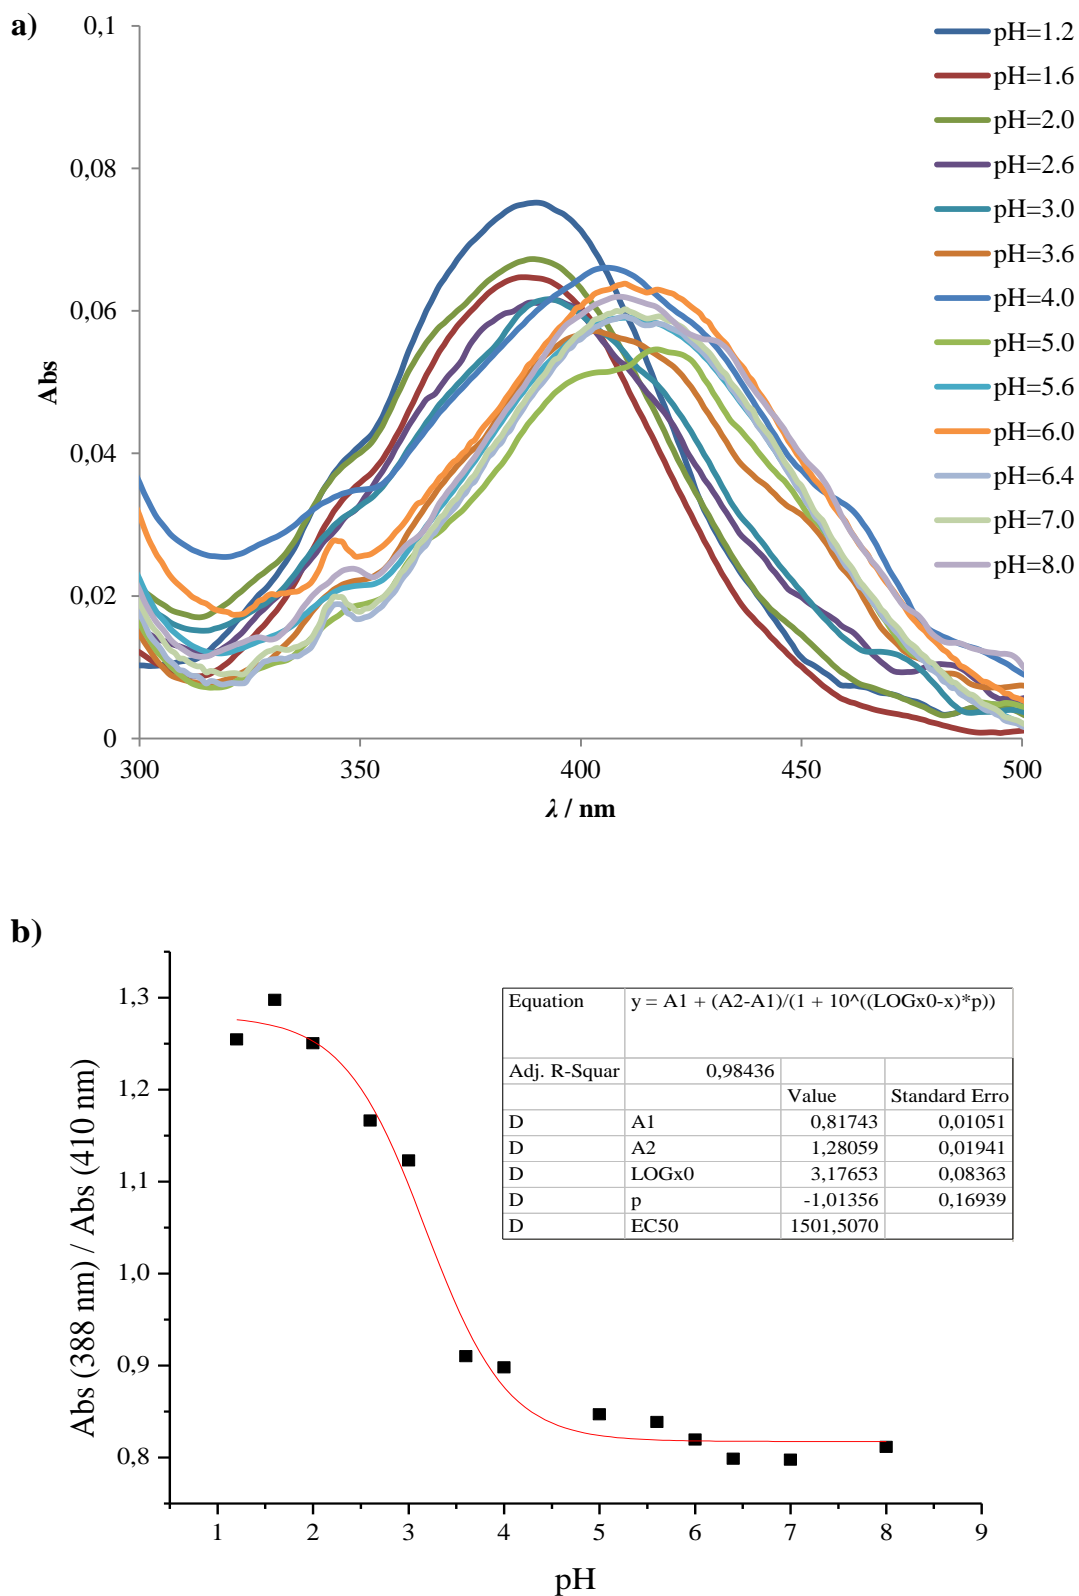 a)
0,1
0,08
0,06
0,04
0,02
0
Abs
300 350 400 450 500
λ / nm
pH=1.2
pH=1.6
pH=2.0
pH=2.6
pH=3.0
pH=3.6
pH=4.0
pH=5.0
pH=5.6
pH=6.0
pH=6.4
pH=7.0
pH=8.0
b)
1,3
1,2
1,1
1,0
0,9
0,8
Abs (388 nm) / Abs (410 nm)
1 2 3 4 5 6 7 8 9
pH
Equation y = A1 + (A2-A1)/(1 + 10^((LOGx0-x)*p))
Adj. R-Squar 0,98436
Value Standard Erro
D A1 0,81743 0,01051
D A2 1,28059 0,01941
D LOGx0 3,17653 0,08363
D p -1,01356 0,16939
D EC50 1501,5070